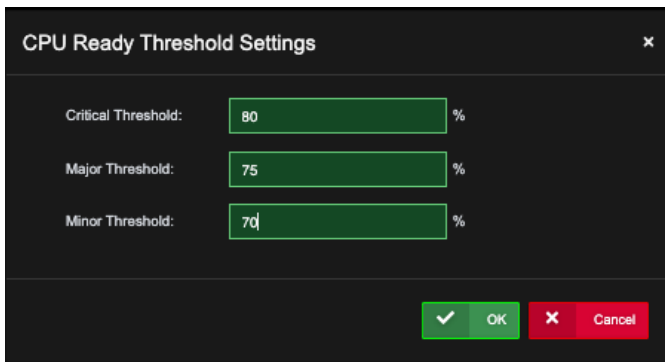 CPU Ready Threshold Settings ×
Critical Threshold: 80 %
Major Threshold: 75 %
Minor Threshold: 70 %
OK Cancel